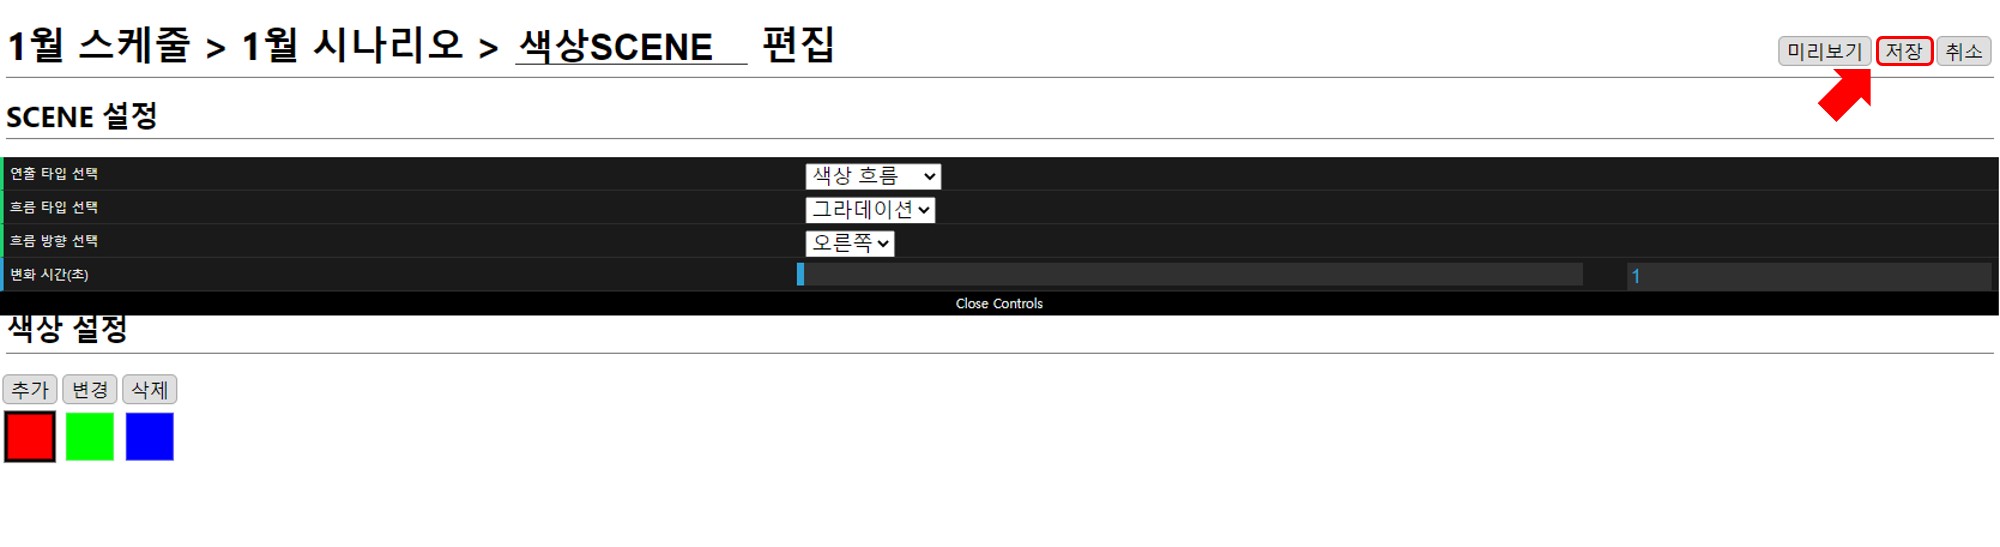 1월 스케줄 > 1월 시나리오 > 색상SCENE 편집
미리보기 저장 취소
SCENE 설정
연출 타입 선택 색상 흐름
흐름 타입 선택 그라데이션
흐름 방향 선택 오른쪽
변화 시간(초) 1
Close Controls
색상 설정
추가 변경 삭제